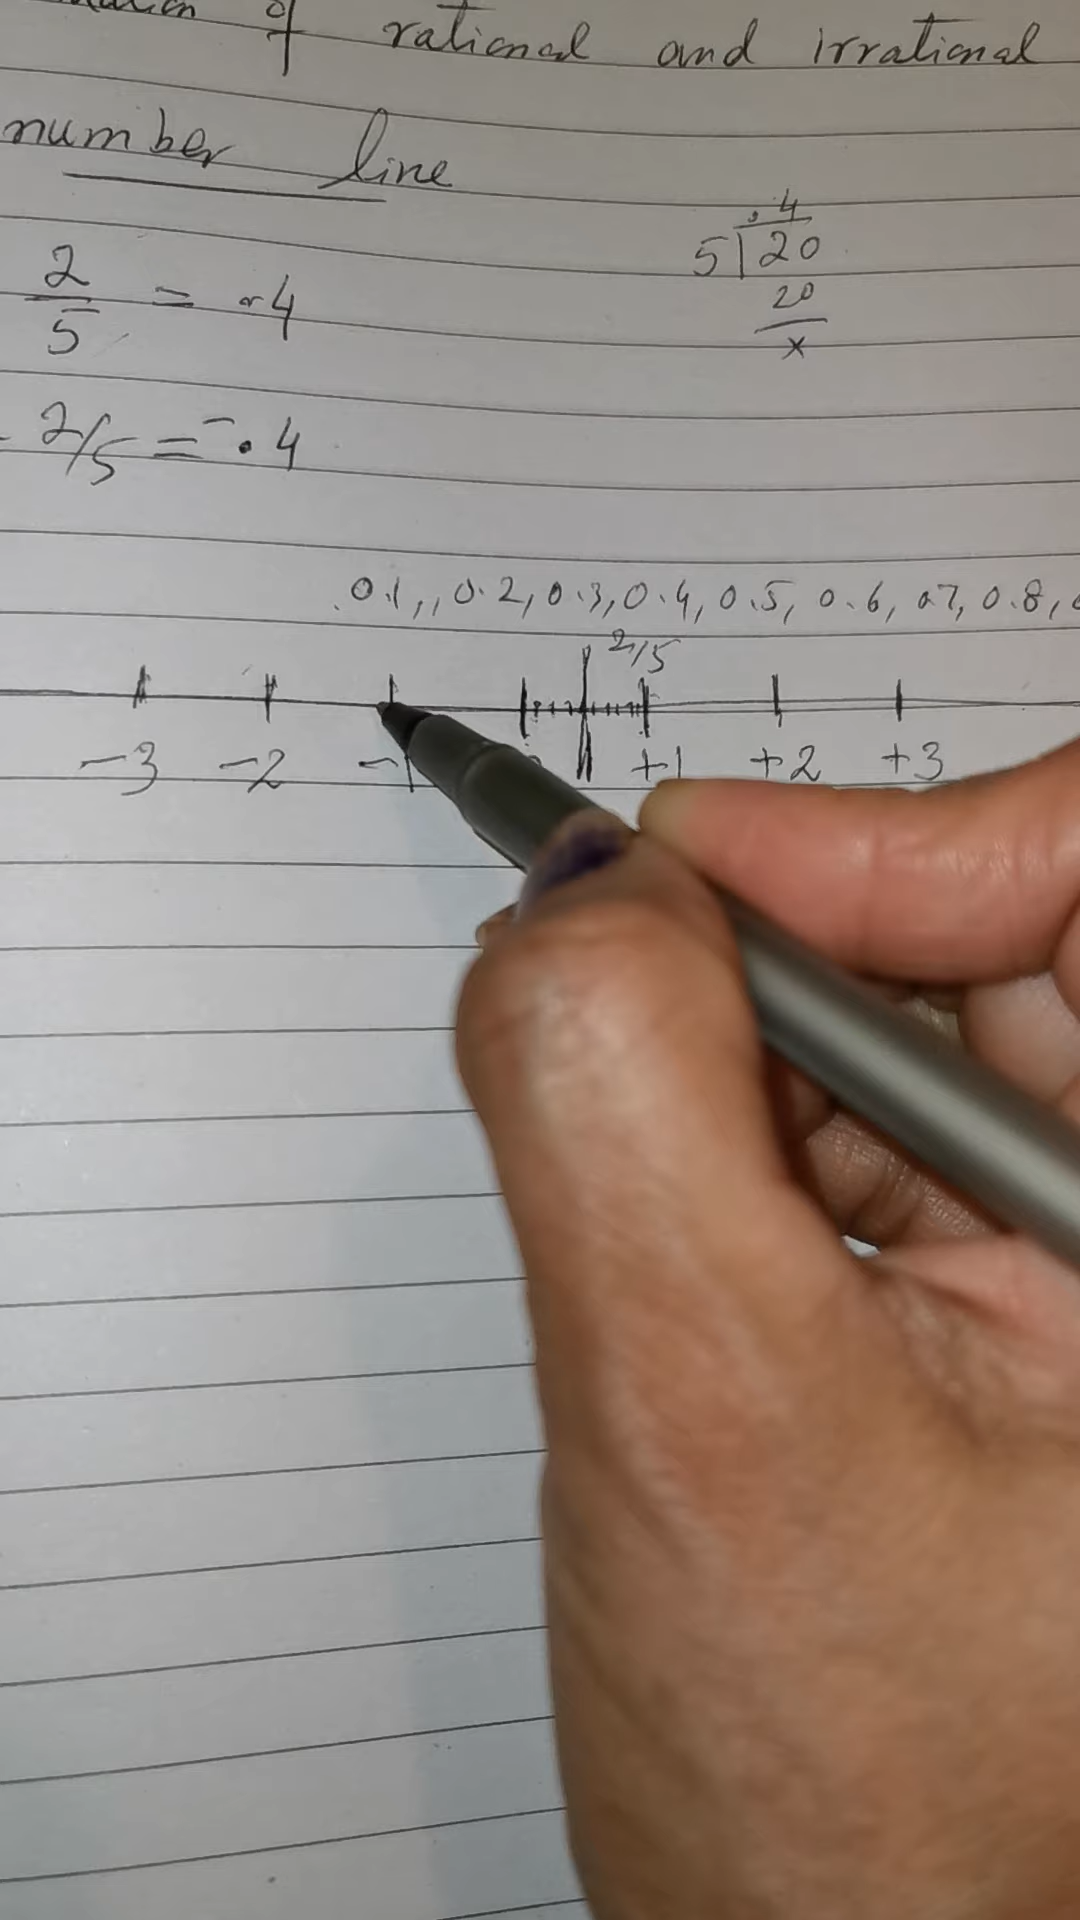 of rational and irrational
number line
2/5 = .4
5 20 .4
20
x
- 2/5 = - .4
0.1,, 0.2, 0.3, 0.4, 0.5, 0.6, 0.7, 0.8,
2/5
-3 -2 -1 +1 +2 +3